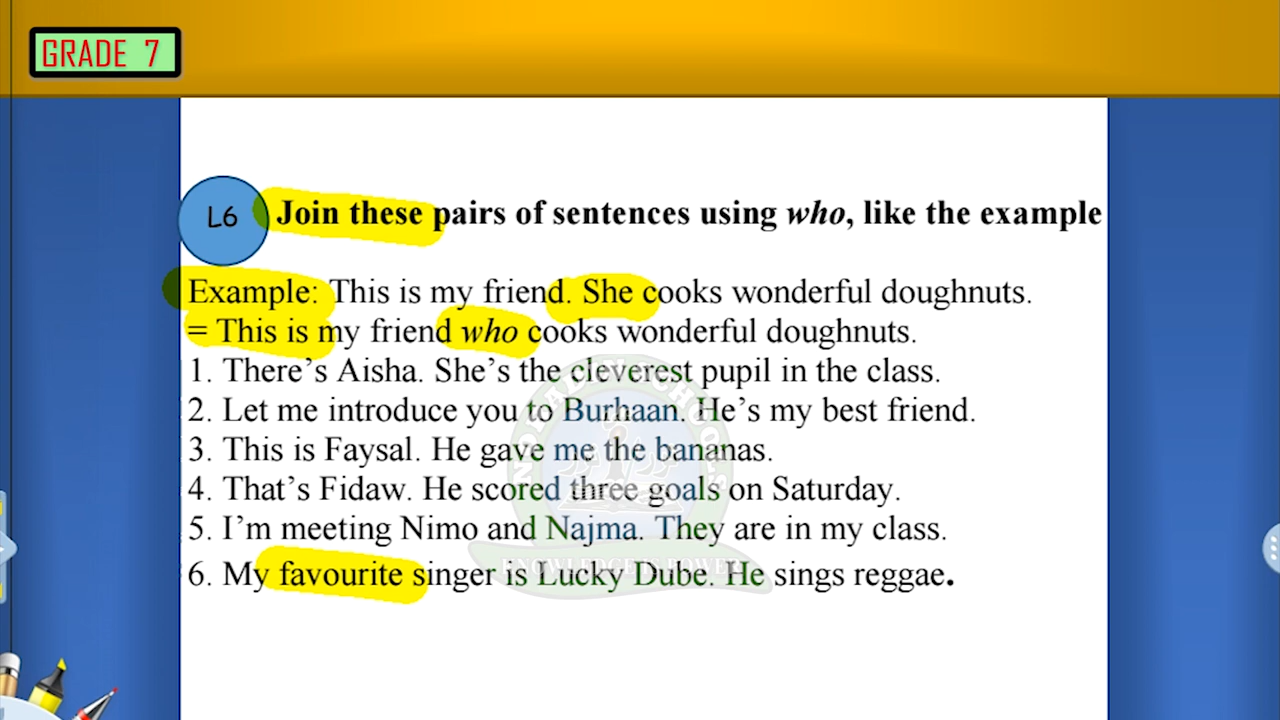 GRADE 7
L6
Join these pairs of sentences using who, like the example
Example: This is my friend. She cooks wonderful doughnuts.
= This is my friend who cooks wonderful doughnuts.
1. There’s Aisha. She’s the cleverest pupil in the class.
2. Let me introduce you to Burhaan. He’s my best friend.
3. This is Faysal. He gave me the bananas.
4. That’s Fidaw. He scored three goals on Saturday.
5. I’m meeting Nimo and Najma. They are in my class.
KNOWLEDGE IS POWER
6. My favourite singer is Lucky Dube. He sings reggae.